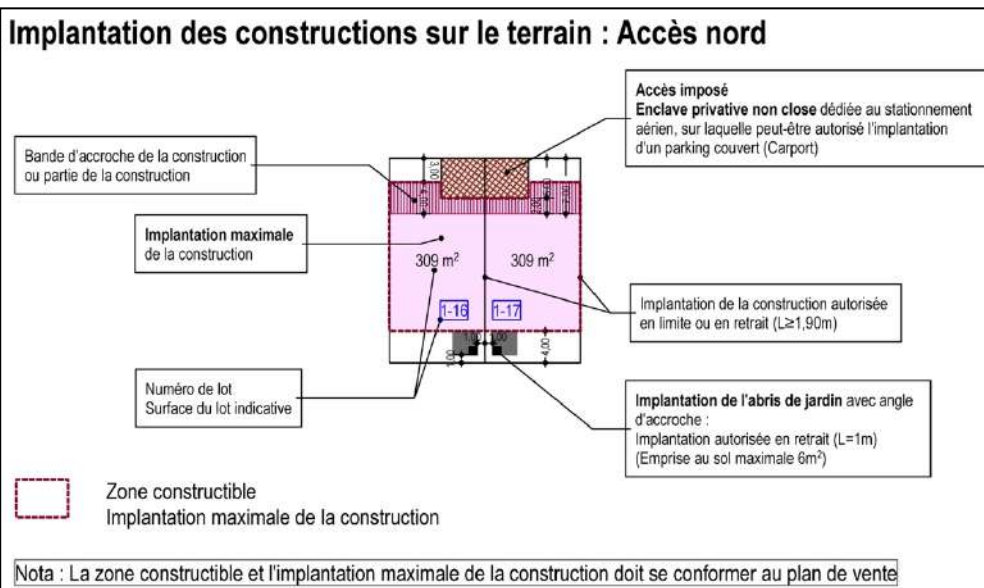 Implantation des constructions sur le terrain : Accès nord
Accès imposé
Enclave privative non close dédiée au stationnement
aérien, sur laquelle peut-être autorisé l'implantation
d'un parking couvert (Carport)
Bande d'accroche de la construction
ou partie de la construction
3,00
4,00
Implantation maximale
de la construction
309 m²
309 m²
1-16
1-17
Implantation de la construction autorisée
en limite ou en retrait (L≥1,90m)
1,00
4,00
Numéro de lot
Surface du lot indicative
Implantation de l'abris de jardin avec angle
d'accroche :
Implantation autorisée en retrait (L=1m)
(Emprise au sol maximale 6m²)
Zone constructible
Implantation maximale de la construction
Nota : La zone constructible et l'implantation maximale de la construction doit se conformer au plan de vente